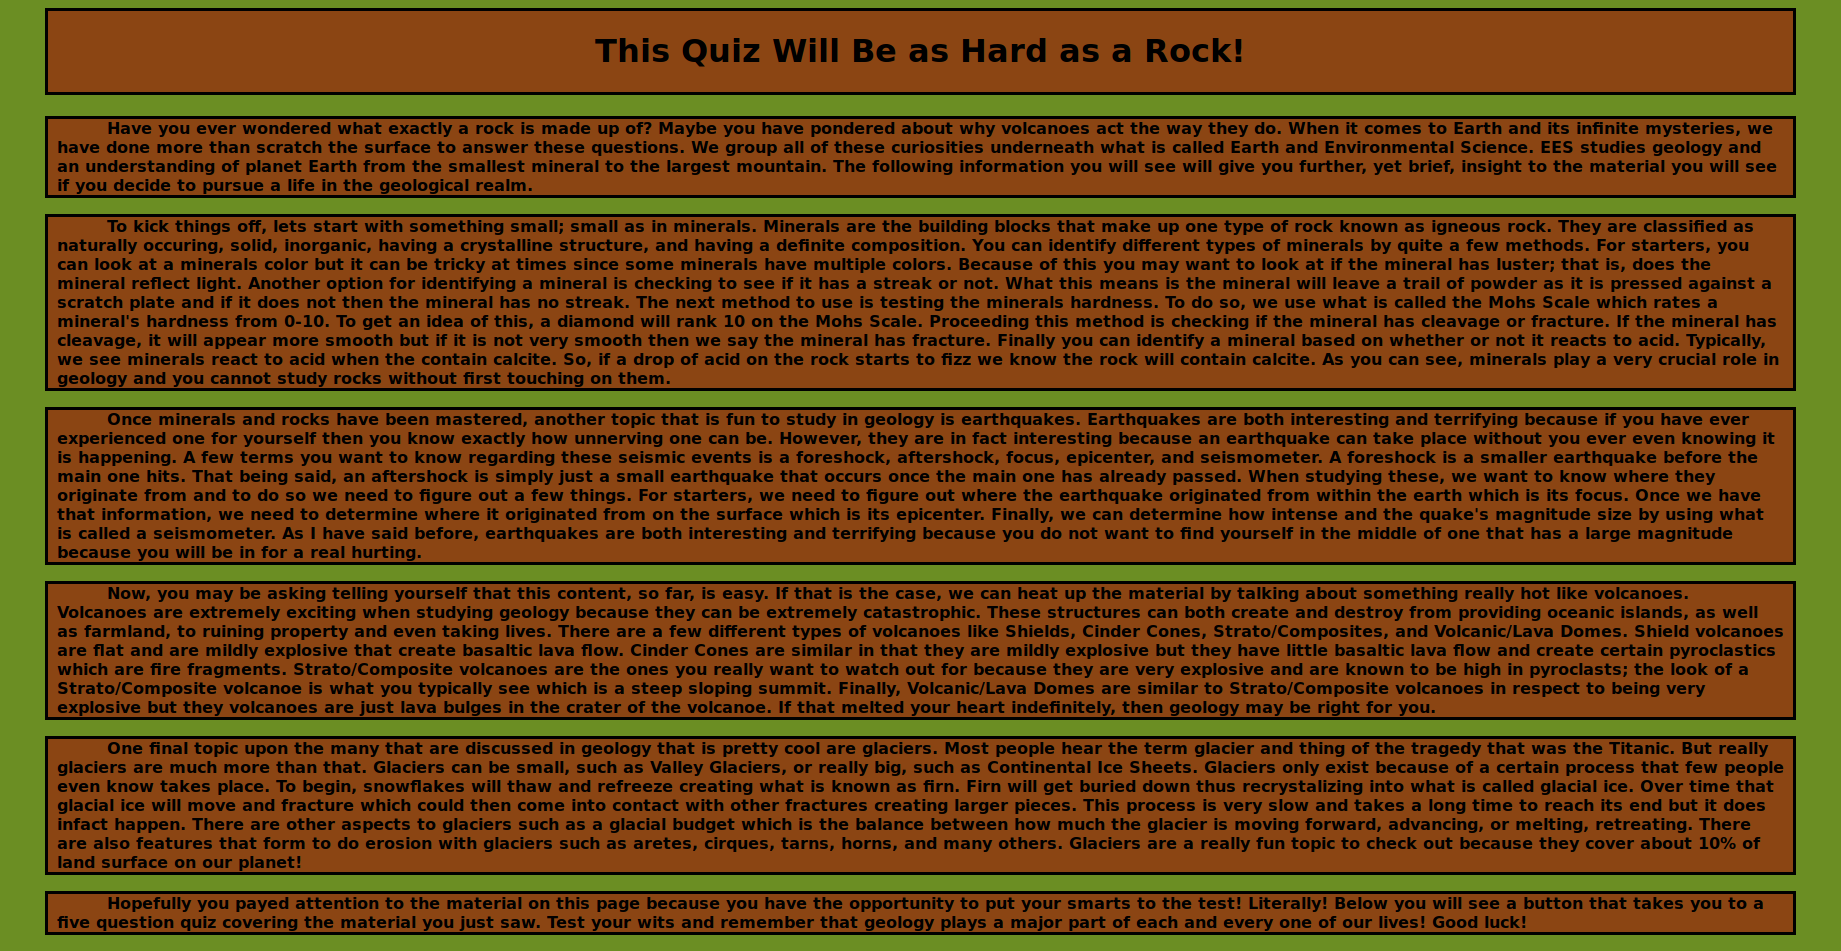 This Quiz Will Be as Hard as a Rock!
Have you ever wondered what exactly a rock is made up of? Maybe you have pondered about why volcanoes act the way they do. When it comes to Earth and its infinite mysteries, we
have done more than scratch the surface to answer these questions. We group all of these curiosities underneath what is called Earth and Environmental Science. EES studies geology and
an understanding of planet Earth from the smallest mineral to the largest mountain. The following information you will see will give you further, yet brief, insight to the material you will see
if you decide to pursue a life in the geological realm.
To kick things off, lets start with something small; small as in minerals. Minerals are the building blocks that make up one type of rock known as igneous rock. They are classified as
naturally occuring, solid, inorganic, having a crystalline structure, and having a definite composition. You can identify different types of minerals by quite a few methods. For starters, you
can look at a minerals color but it can be tricky at times since some minerals have multiple colors. Because of this you may want to look at if the mineral has luster; that is, does the
mineral reflect light. Another option for identifying a mineral is checking to see if it has a streak or not. What this means is the mineral will leave a trail of powder as it is pressed against a
scratch plate and if it does not then the mineral has no streak. The next method to use is testing the minerals hardness. To do so, we use what is called the Mohs Scale which rates a
mineral's hardness from 0-10. To get an idea of this, a diamond will rank 10 on the Mohs Scale. Proceeding this method is checking if the mineral has cleavage or fracture. If the mineral has
cleavage, it will appear more smooth but if it is not very smooth then we say the mineral has fracture. Finally you can identify a mineral based on whether or not it reacts to acid. Typically,
we see minerals react to acid when the contain calcite. So, if a drop of acid on the rock starts to fizz we know the rock will contain calcite. As you can see, minerals play a very crucial role in
geology and you cannot study rocks without first touching on them.
Once minerals and rocks have been mastered, another topic that is fun to study in geology is earthquakes. Earthquakes are both interesting and terrifying because if you have ever
experienced one for yourself then you know exactly how unnerving one can be. However, they are in fact interesting because an earthquake can take place without you ever even knowing it
is happening. A few terms you want to know regarding these seismic events is a foreshock, aftershock, focus, epicenter, and seismometer. A foreshock is a smaller earthquake before the
main one hits. That being said, an aftershock is simply just a small earthquake that occurs once the main one has already passed. When studying these, we want to know where they
originate from and to do so we need to figure out a few things. For starters, we need to figure out where the earthquake originated from within the earth which is its focus. Once we have
that information, we need to determine where it originated from on the surface which is its epicenter. Finally, we can determine how intense and the quake's magnitude size by using what
is called a seismometer. As I have said before, earthquakes are both interesting and terrifying because you do not want to find yourself in the middle of one that has a large magnitude
because you will be in for a real hurting.
Now, you may be asking telling yourself that this content, so far, is easy. If that is the case, we can heat up the material by talking about something really hot like volcanoes.
Volcanoes are extremely exciting when studying geology because they can be extremely catastrophic. These structures can both create and destroy from providing oceanic islands, as well
as farmland, to ruining property and even taking lives. There are a few different types of volcanoes like Shields, Cinder Cones, Strato/Composites, and Volcanic/Lava Domes. Shield volcanoes
are flat and are mildly explosive that create basaltic lava flow. Cinder Cones are similar in that they are mildly explosive but they have little basaltic lava flow and create certain pyroclastics
which are fire fragments. Strato/Composite volcanoes are the ones you really want to watch out for because they are very explosive and are known to be high in pyroclasts; the look of a
Strato/Composite volcanoe is what you typically see which is a steep sloping summit. Finally, Volcanic/Lava Domes are similar to Strato/Composite volcanoes in respect to being very
explosive but they volcanoes are just lava bulges in the crater of the volcanoe. If that melted your heart indefinitely, then geology may be right for you.
One final topic upon the many that are discussed in geology that is pretty cool are glaciers. Most people hear the term glacier and thing of the tragedy that was the Titanic. But really
glaciers are much more than that. Glaciers can be small, such as Valley Glaciers, or really big, such as Continental Ice Sheets. Glaciers only exist because of a certain process that few people
even know takes place. To begin, snowflakes will thaw and refreeze creating what is known as firn. Firn will get buried down thus recrystalizing into what is called glacial ice. Over time that
glacial ice will move and fracture which could then come into contact with other fractures creating larger pieces. This process is very slow and takes a long time to reach its end but it does
infact happen. There are other aspects to glaciers such as a glacial budget which is the balance between how much the glacier is moving forward, advancing, or melting, retreating. There
are also features that form to do erosion with glaciers such as aretes, cirques, tarns, horns, and many others. Glaciers are a really fun topic to check out because they cover about 10% of
land surface on our planet!
Hopefully you payed attention to the material on this page because you have the opportunity to put your smarts to the test! Literally! Below you will see a button that takes you to a
five question quiz covering the material you just saw. Test your wits and remember that geology plays a major part of each and every one of our lives! Good luck!